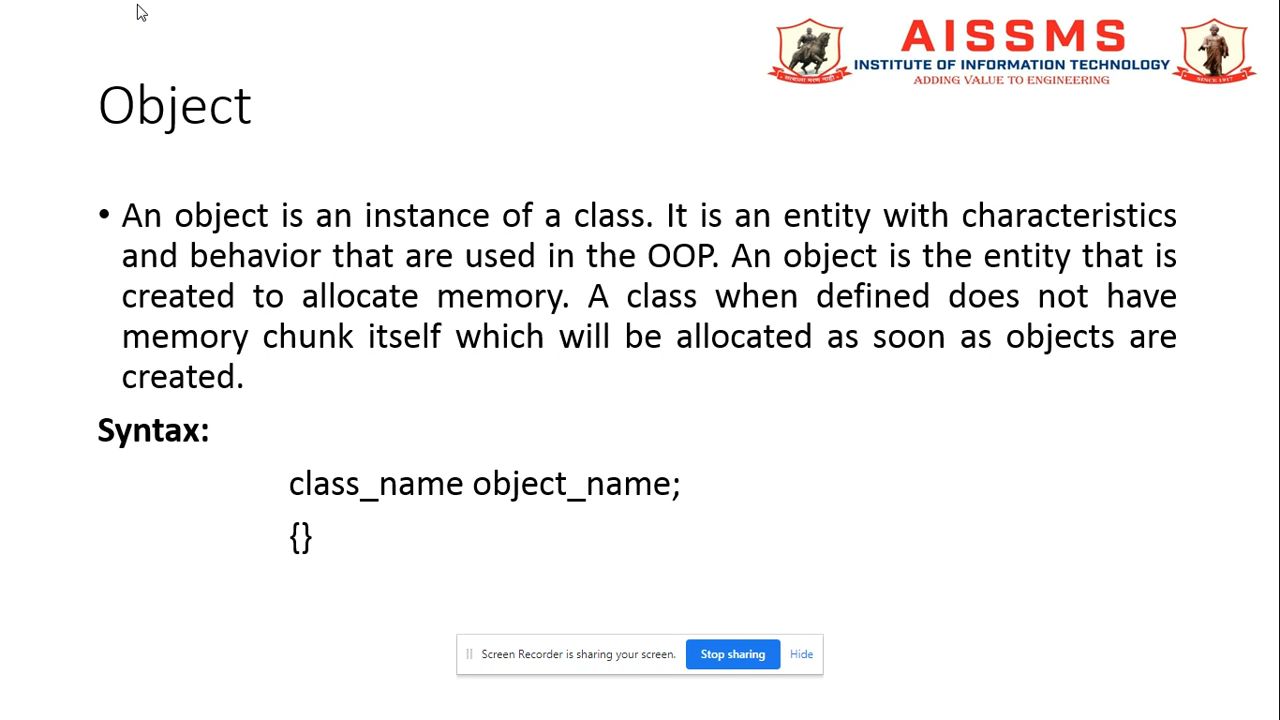 AISSMS
INSTITUTE OF INFORMATION TECHNOLOGY
ADDING VALUE TO ENGINEERING
SINCE 1917
Object
• An object is an instance of a class. It is an entity with characteristics
and behavior that are used in the OOP. An object is the entity that is
created to allocate memory. A class when defined does not have
memory chunk itself which will be allocated as soon as objects are
created.
Syntax:
class_name object_name;
{}
Screen Recorder is sharing your screen. Stop sharing Hide